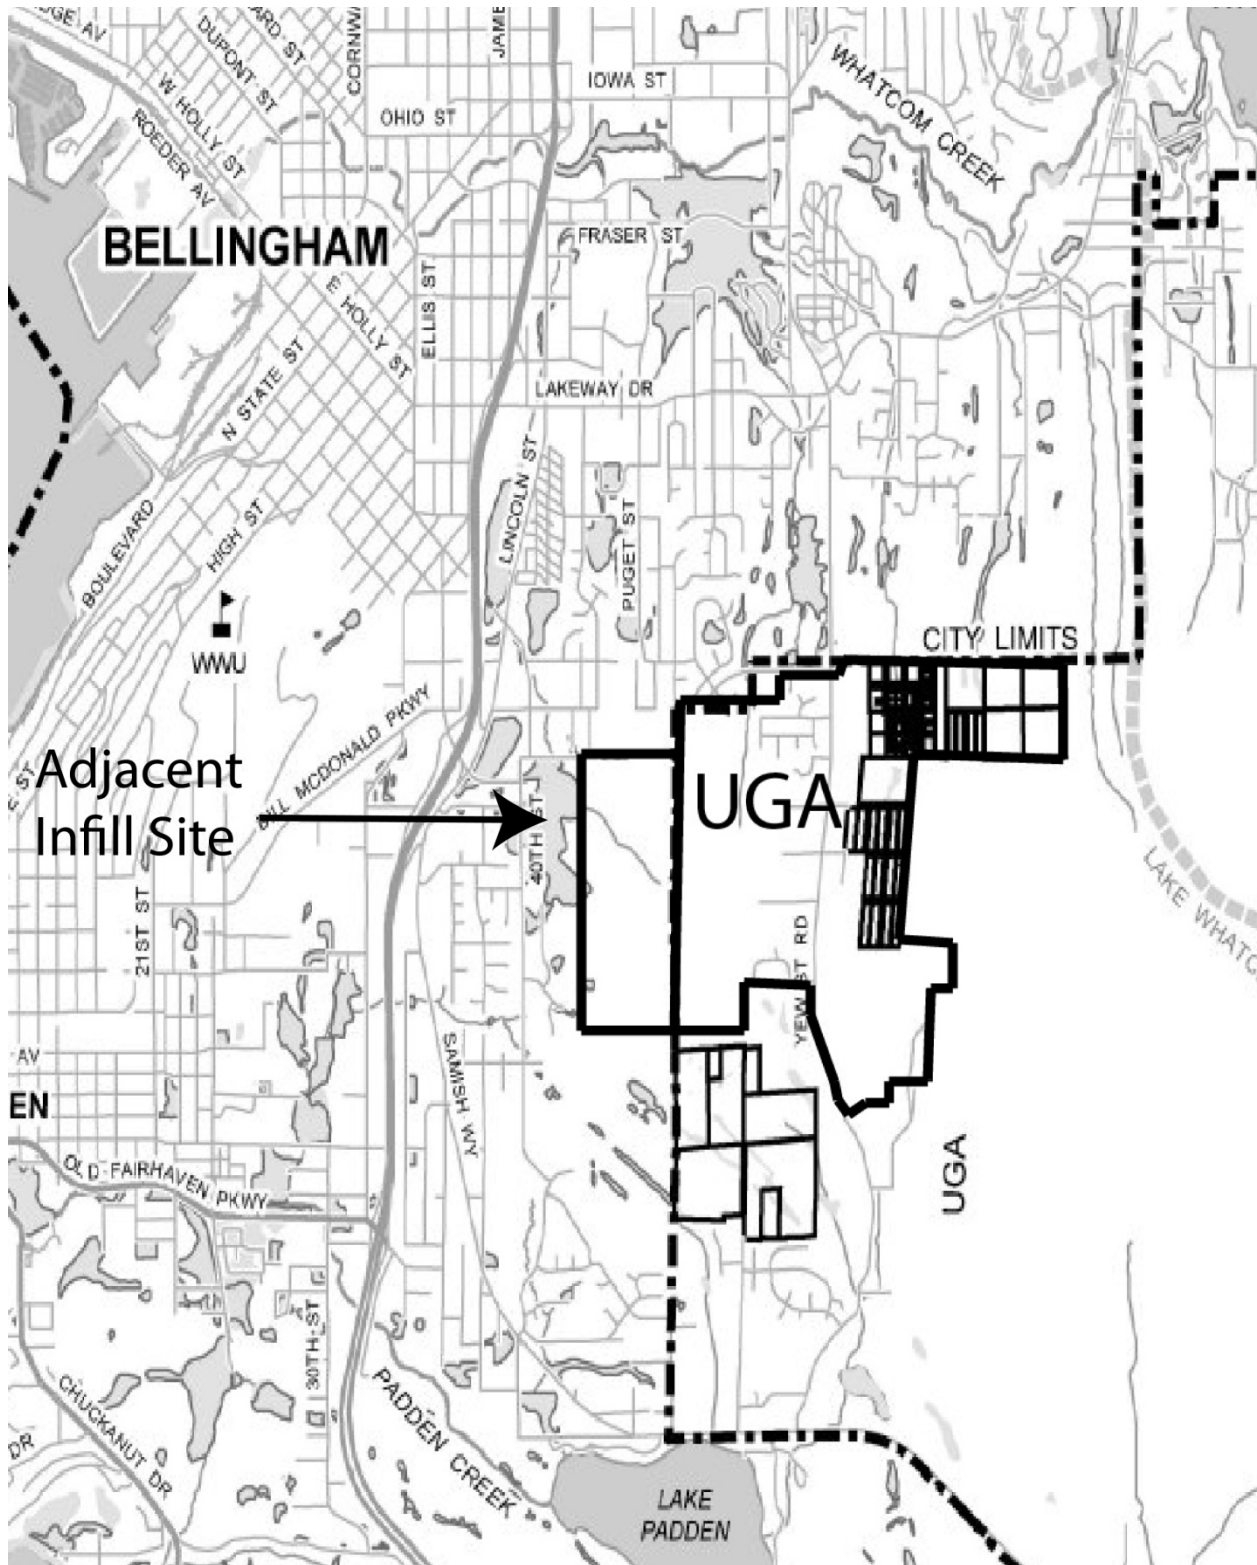 DUPONT ST
W HOLLY ST
ROEDER AV
CORNWA
JAME
IOWA ST
OHIO ST
WHATCOM CREEK
BELLINGHAM
FRASER ST
E HOLLY ST
ELLIS ST
LAKEWAY DR
N STATE ST
LINCOLN ST
BOULEVARD
HIGH ST
PUGET ST
CITY LIMITS
WWU
BILL MCDONALD PKWY
Adjacent
Infill Site
40TH ST
UGA
LAKE WHATC
21ST ST
YEW ST RD
SAMISH WY
AV
EN
UGA
OLD FAIRHAVEN PKWY
30TH ST
CHUCKANUT DR
DR
PADDEN CREEK
LAKE
PADDEN